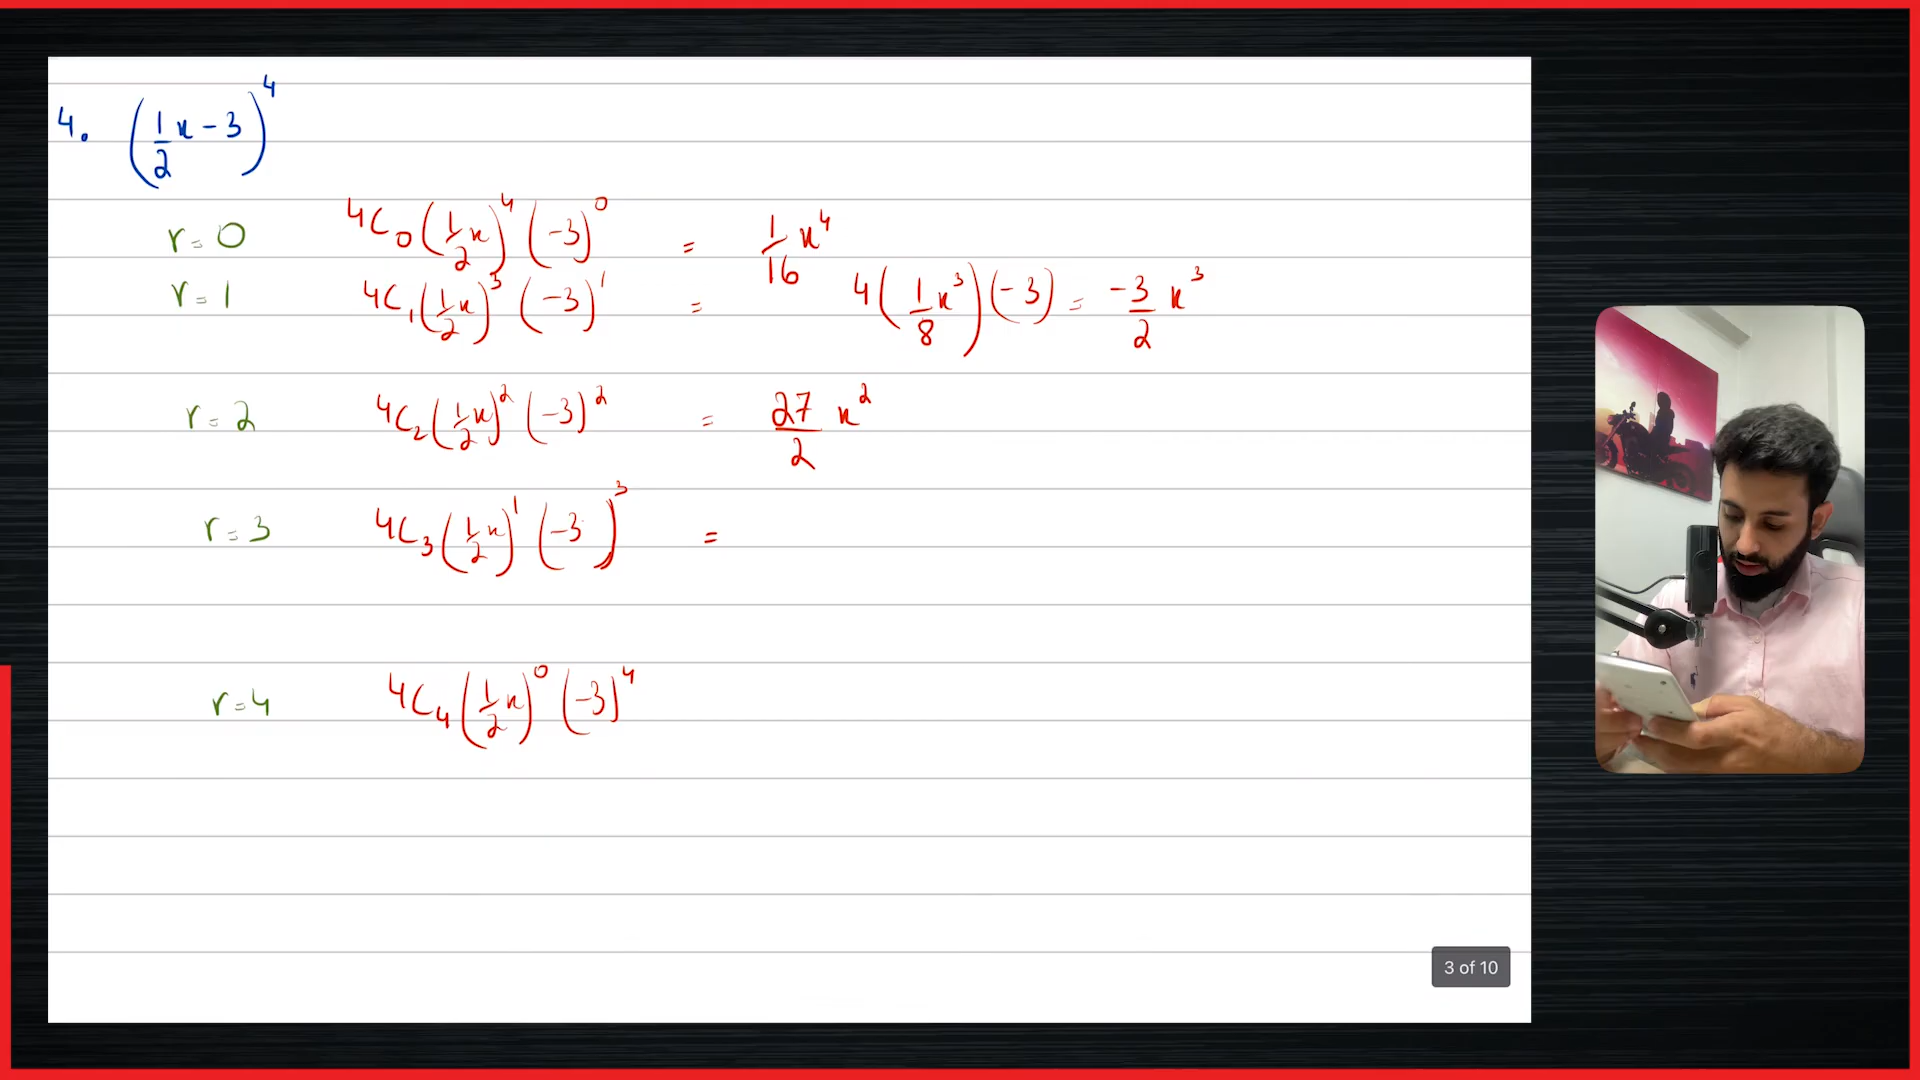 4. (1/2 x - 3)^4
r = 0 4C0 (1/2 x)^4 (-3)^0 = 1/16 x^4
r = 1 4C1 (1/2 x)^3 (-3)^1 = 4 (1/8 x^3) (-3) = -3/2 x^3
r = 2 4C2 (1/2 x)^2 (-3)^2 = 27/2 x^2
r = 3 4C3 (1/2 x)^1 (-3)^3 =
r = 4 4C4 (1/2 x)^0 (-3)^4
3 of 10